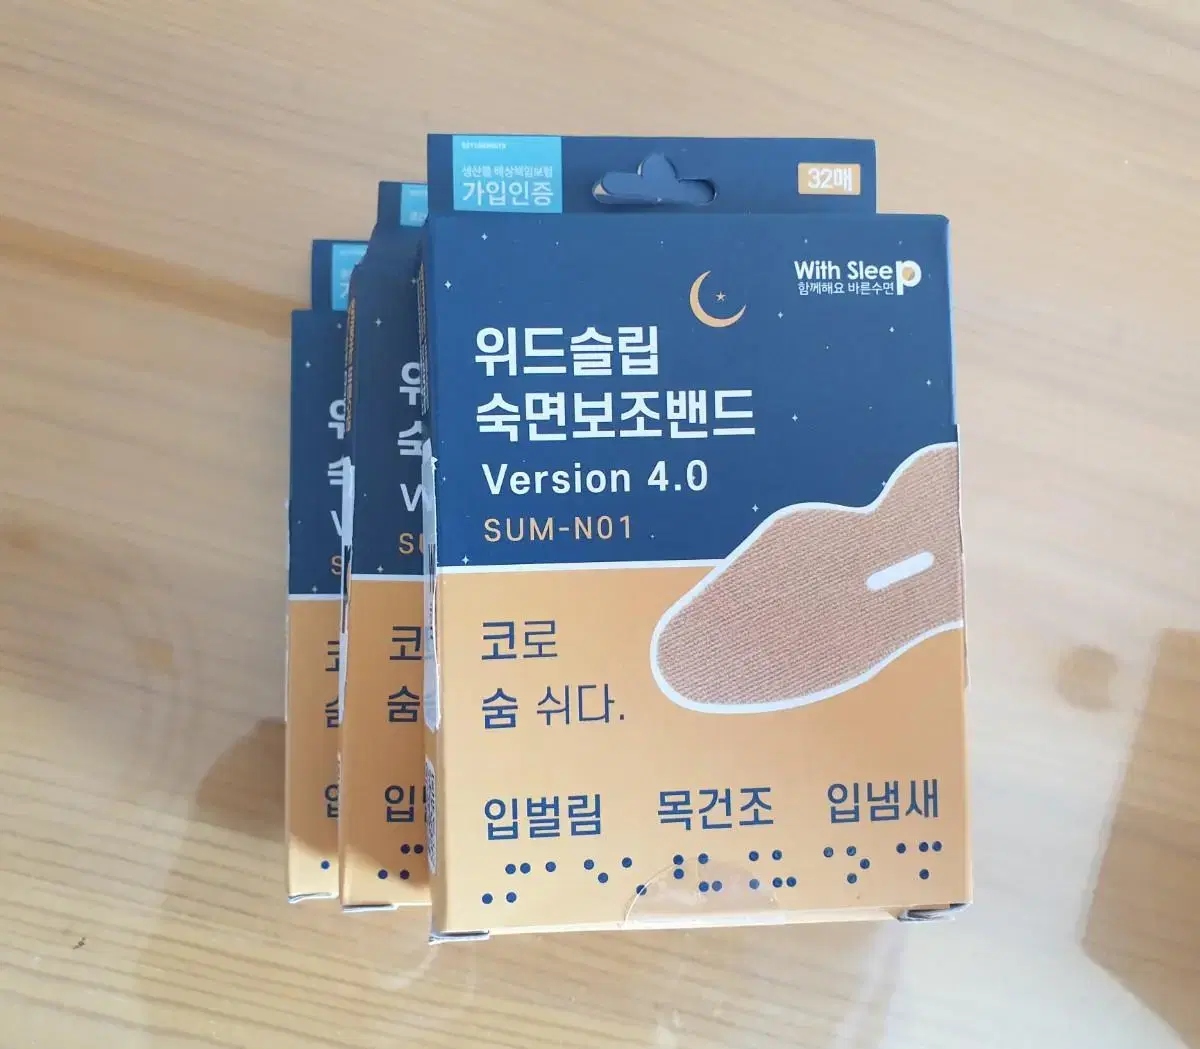 생산물 배상책임보험
가입인증
32매
With Sleep
함께해요 바른수면
위드슬립
숙면보조밴드
Version 4.0
SUM-N01
코로
숨 쉬다.
입벌림 목건조 입냄새